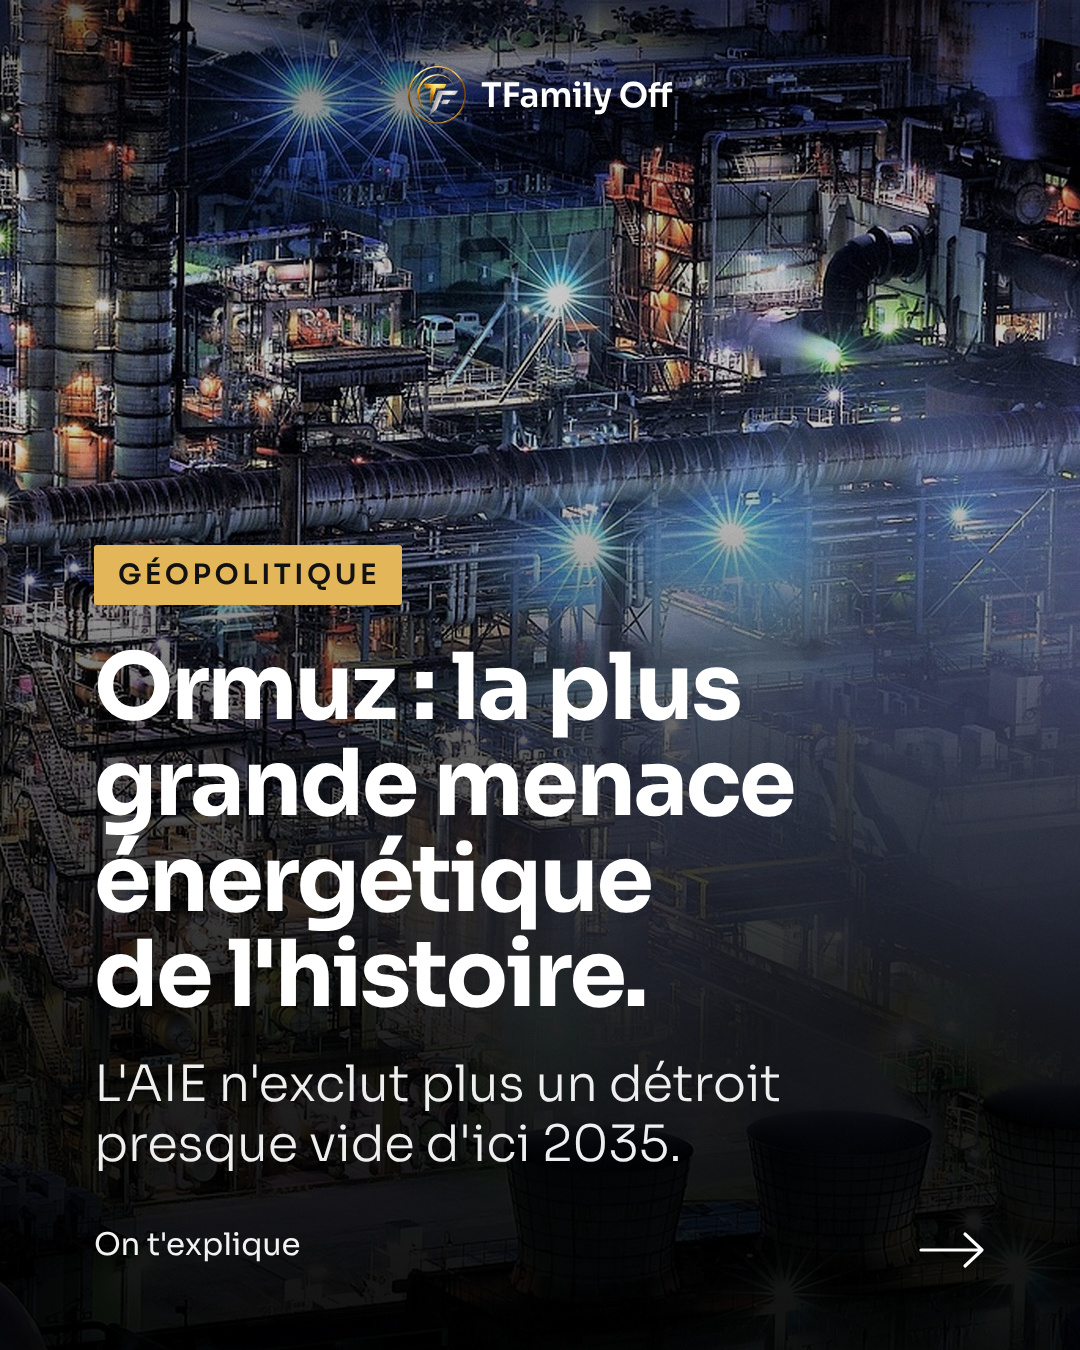 TFamily Off
GÉOPOLITIQUE
Ormuz : la plus
grande menace
énergétique
de l'histoire.
L'AIE n'exclut plus un détroit
presque vide d'ici 2035.
On t'explique